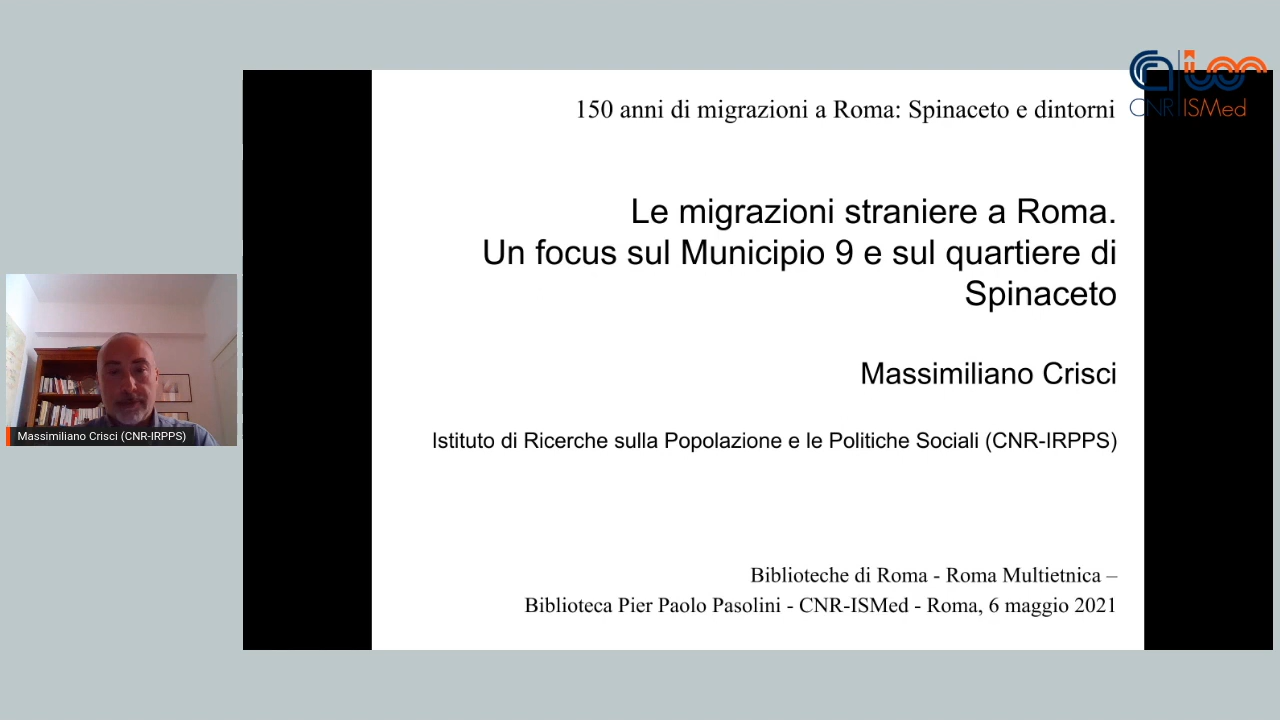 CNR ISMed
150 anni di migrazioni a Roma: Spinaceto e dintorni
Le migrazioni straniere a Roma.
Un focus sul Municipio 9 e sul quartiere di
Spinaceto
Massimiliano Crisci
Massimiliano Crisci (CNR-IRPPS)
Istituto di Ricerche sulla Popolazione e le Politiche Sociali (CNR-IRPPS)
Biblioteche di Roma - Roma Multietnica –
Biblioteca Pier Paolo Pasolini - CNR-ISMed - Roma, 6 maggio 2021